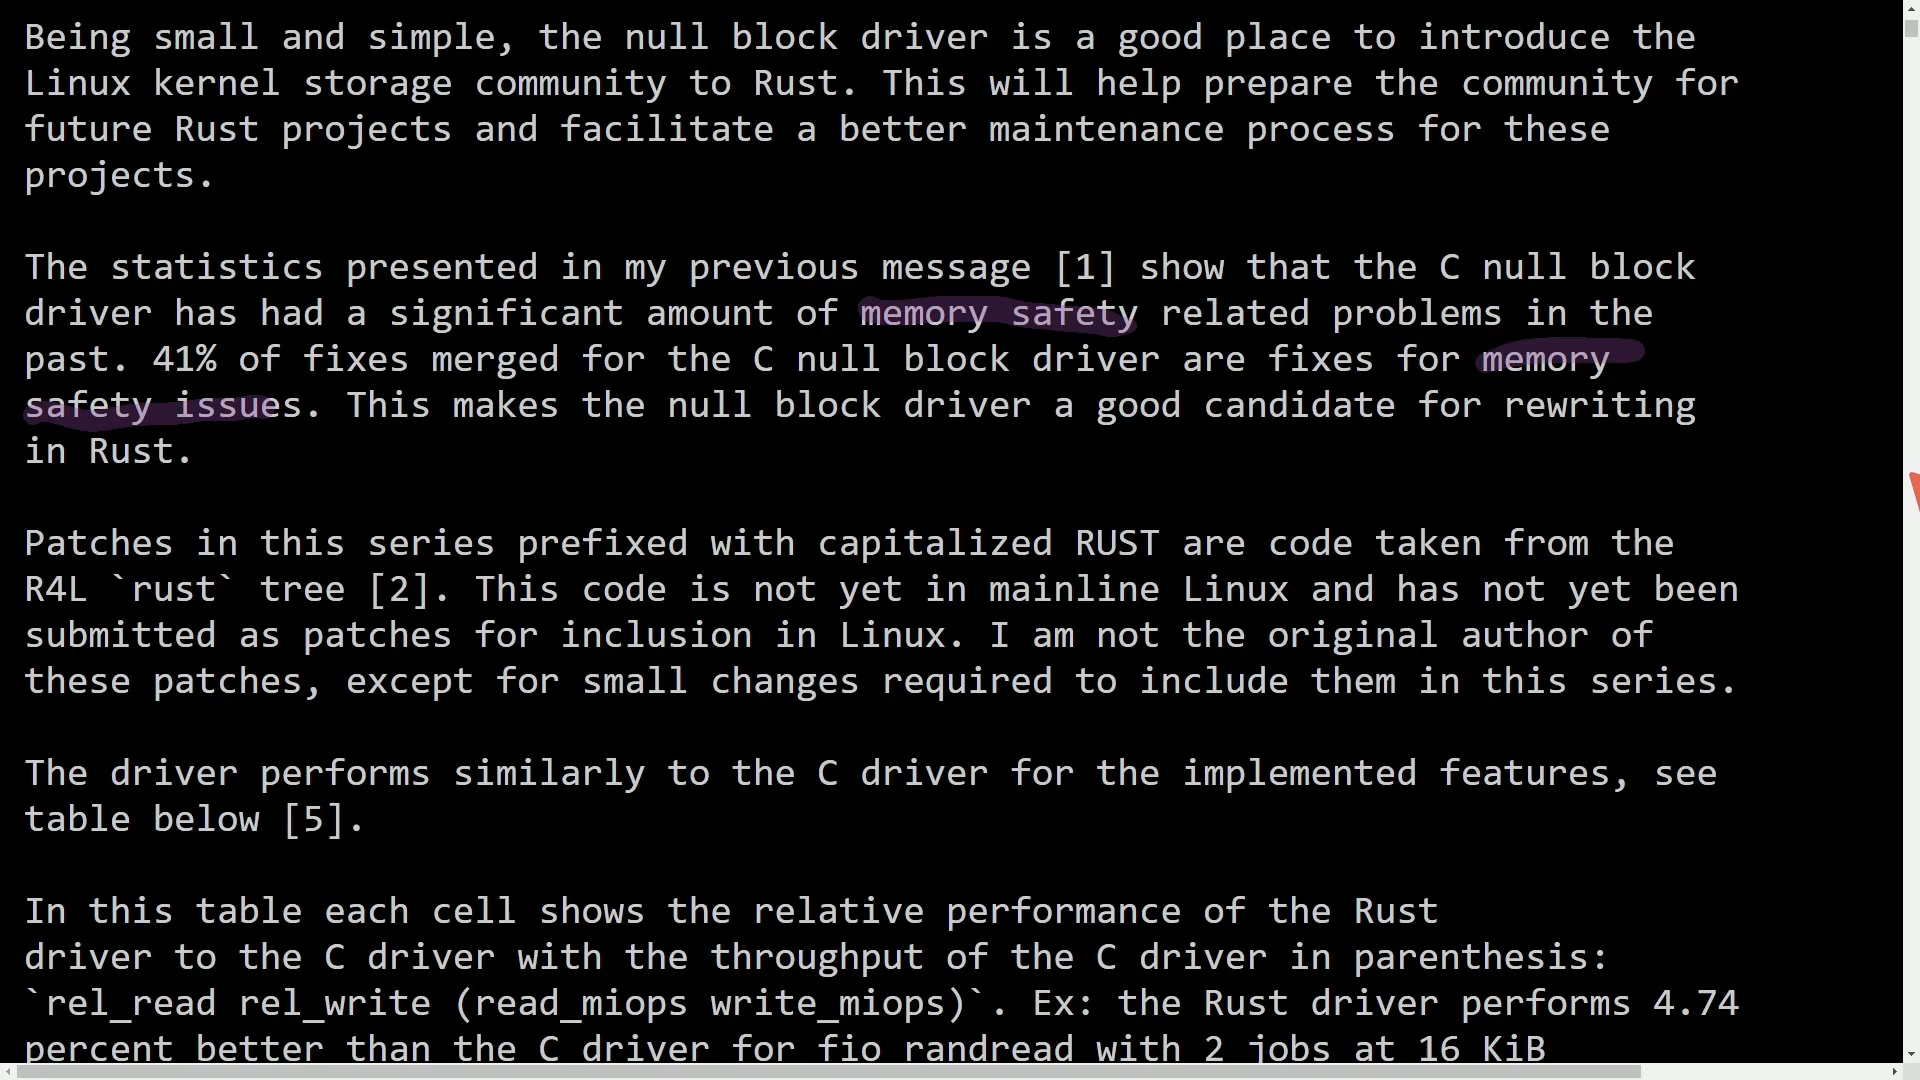 Being small and simple, the null block driver is a good place to introduce the
Linux kernel storage community to Rust. This will help prepare the community for
future Rust projects and facilitate a better maintenance process for these
projects.
The statistics presented in my previous message [1] show that the C null block
driver has had a significant amount of memory safety related problems in the
past. 41% of fixes merged for the C null block driver are fixes for memory
safety issues. This makes the null block driver a good candidate for rewriting
in Rust.
Patches in this series prefixed with capitalized RUST are code taken from the
R4L `rust` tree [2]. This code is not yet in mainline Linux and has not yet been
submitted as patches for inclusion in Linux. I am not the original author of
these patches, except for small changes required to include them in this series.
The driver performs similarly to the C driver for the implemented features, see
table below [5].
In this table each cell shows the relative performance of the Rust
driver to the C driver with the throughput of the C driver in parenthesis:
`rel_read rel_write (read_miops write_miops)`. Ex: the Rust driver performs 4.74
percent better than the C driver for fio randread with 2 jobs at 16 KiB